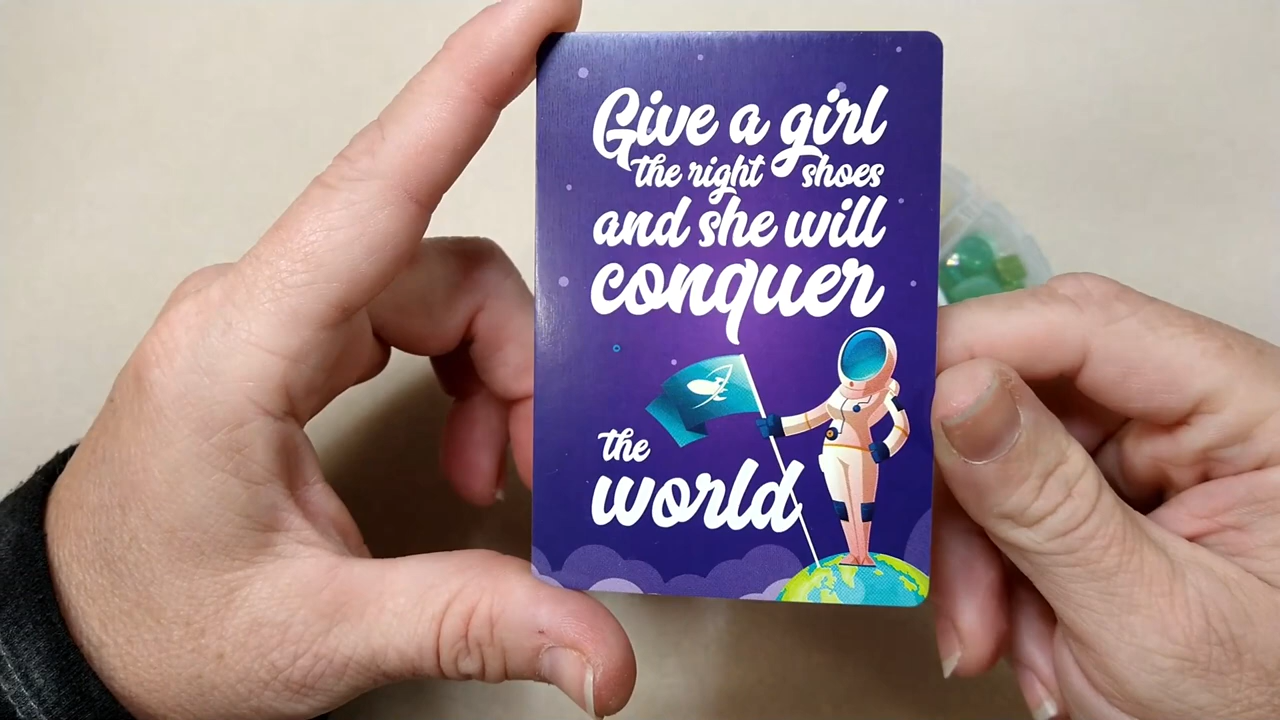 Give a girl
the right shoes
and she will
conquer
the
world